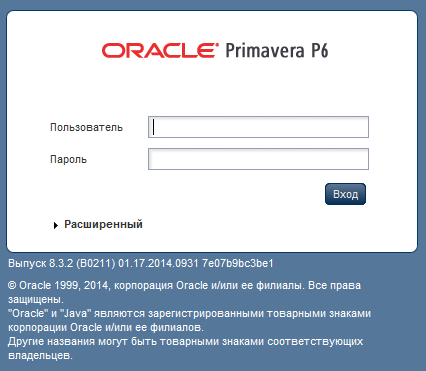 ORACLE Primavera P6
Пользователь
Пароль
Вход
Расширенный
Выпуск 8.3.2 (B0211) 01.17.2014.0931 7e07b9bc3be1
© Oracle 1999, 2014, корпорация Oracle и/или ее филиалы. Все права
защищены.
"Oracle" и "Java" являются зарегистрированными товарными знаками
корпорации Oracle и/или ее филиалов.
Другие названия могут быть товарными знаками соответствующих
владельцев.